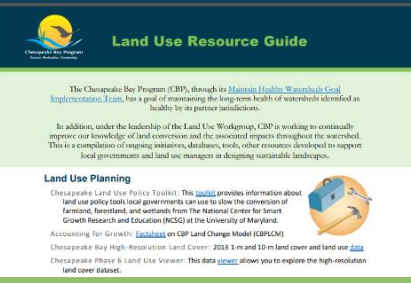 Chesapeake Bay Program
Science. Restoration. Partnership.
Land Use Resource Guide
The Chesapeake Bay Program (CBP), through its Maintain Healthy Watersheds Goal
Implementation Team, has a goal of maintaining the long-term health of watersheds identified as
healthy by its partner jurisdictions.
In addition, under the leadership of the Land Use Workgroup, CBP is working to continually
improve our knowledge of land conversion and the associated impacts throughout the watershed.
This is a compilation of ongoing initiatives, databases, tools, other resources developed to support
local governments and land use managers in designing sustainable landscapes.
Land Use Planning
Chesapeake Land Use Policy Toolkit: This toolkit provides information about
land use policy tools local governments can use to slow the conversion of
farmland, forestland, and wetlands from The National Center for Smart
Growth Research and Education (NCSG) at the University of Maryland.
Accounting for Growth: Factsheet on CBP Land Change Model (CBPLCM)
Chesapeake Bay High-Resolution Land Cover: 2013 1-m and 10-m land cover and land use data
Chesapeake Phase 6 Land Use Viewer: This data viewer allows you to explore the high-resolution
land cover dataset.